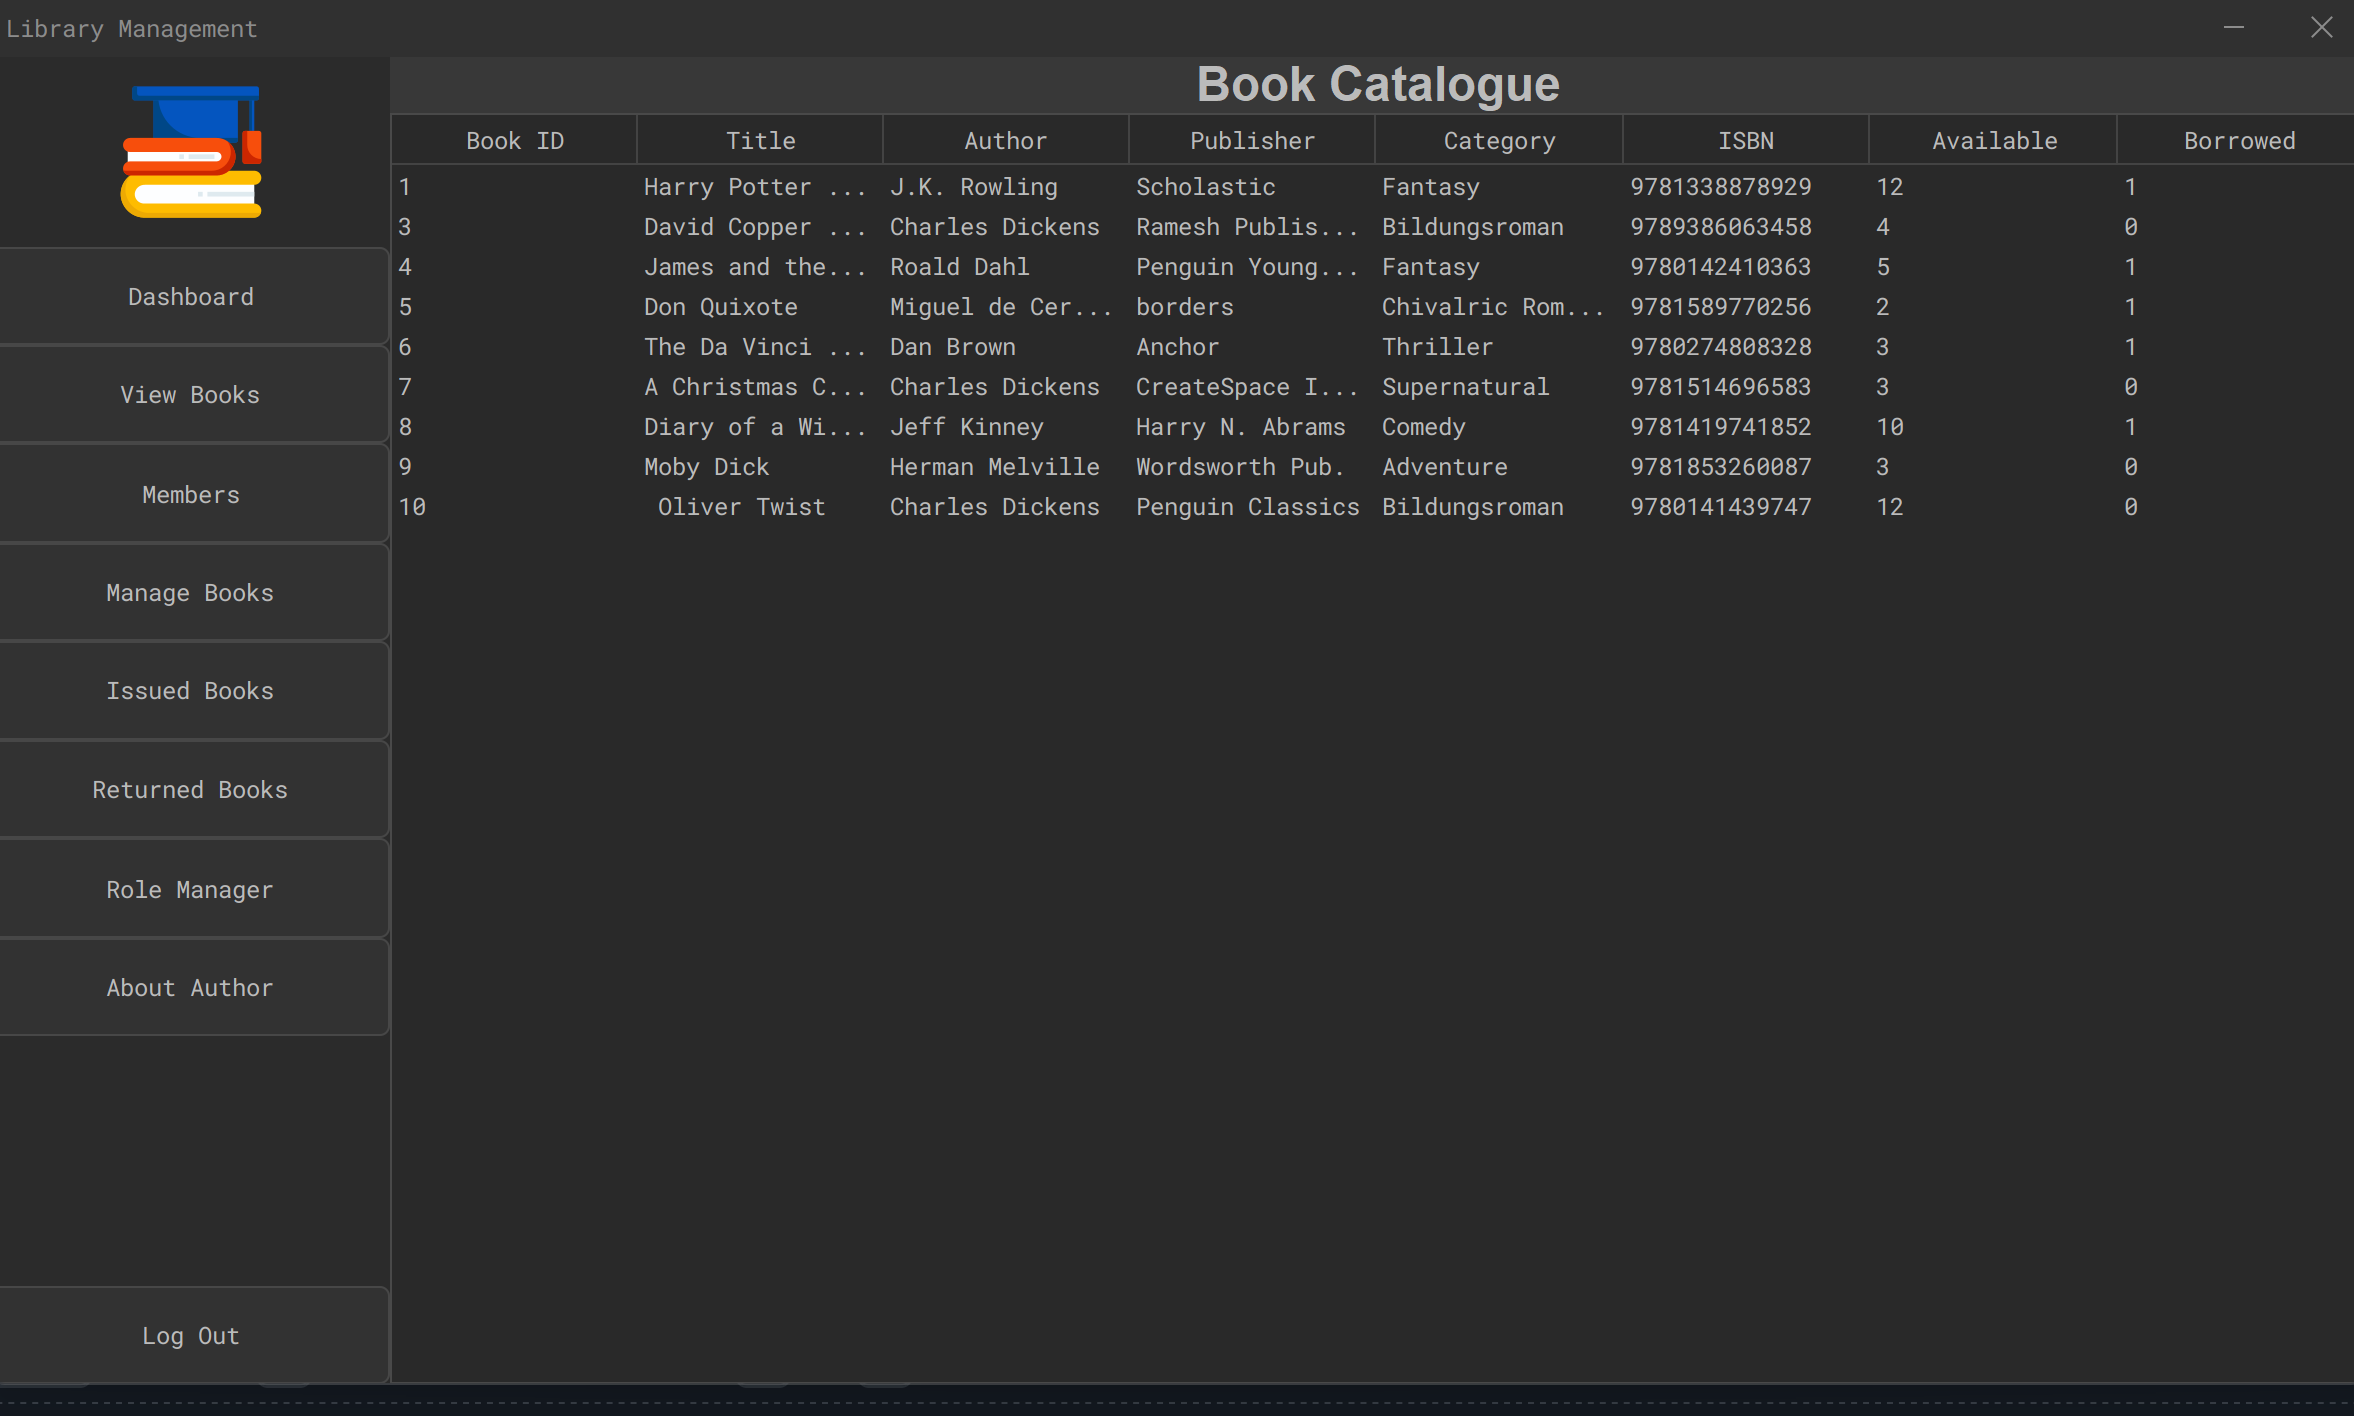 Library Management
Book Catalogue
Book ID Title Author Publisher Category ISBN Available Borrowed
1 Harry Potter ... J.K. Rowling Scholastic Fantasy 9781338878929 12 1
3 David Copper ... Charles Dickens Ramesh Publis... Bildungsroman 9789386063458 4 0
4 James and the... Roald Dahl Penguin Young... Fantasy 9780142410363 5 1
5 Don Quixote Miguel de Cer... borders Chivalric Rom... 9781589770256 2 1
6 The Da Vinci ... Dan Brown Anchor Thriller 9780274808328 3 1
7 A Christmas C... Charles Dickens CreateSpace I... Supernatural 9781514696583 3 0
8 Diary of a Wi... Jeff Kinney Harry N. Abrams Comedy 9781419741852 10 1
9 Moby Dick Herman Melville Wordsworth Pub. Adventure 9781853260087 3 0
10 Oliver Twist Charles Dickens Penguin Classics Bildungsroman 9780141439747 12 0
Dashboard
View Books
Members
Manage Books
Issued Books
Returned Books
Role Manager
About Author
Log Out